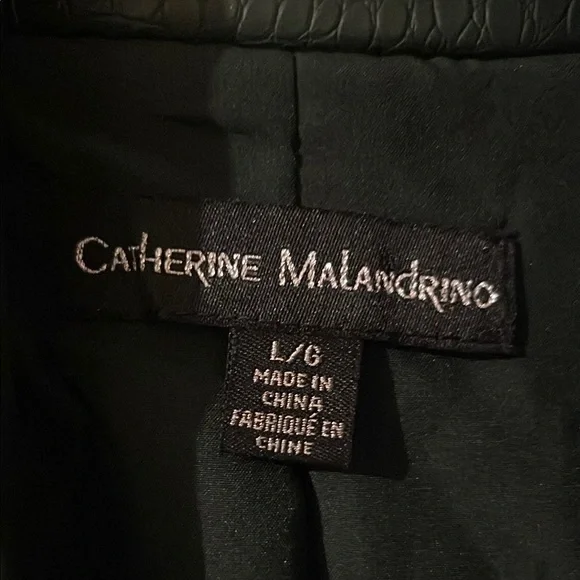 CATHERINE MALANDRINO
L/G
MADE IN
CHINA
FABRIQUÉ EN
CHINE